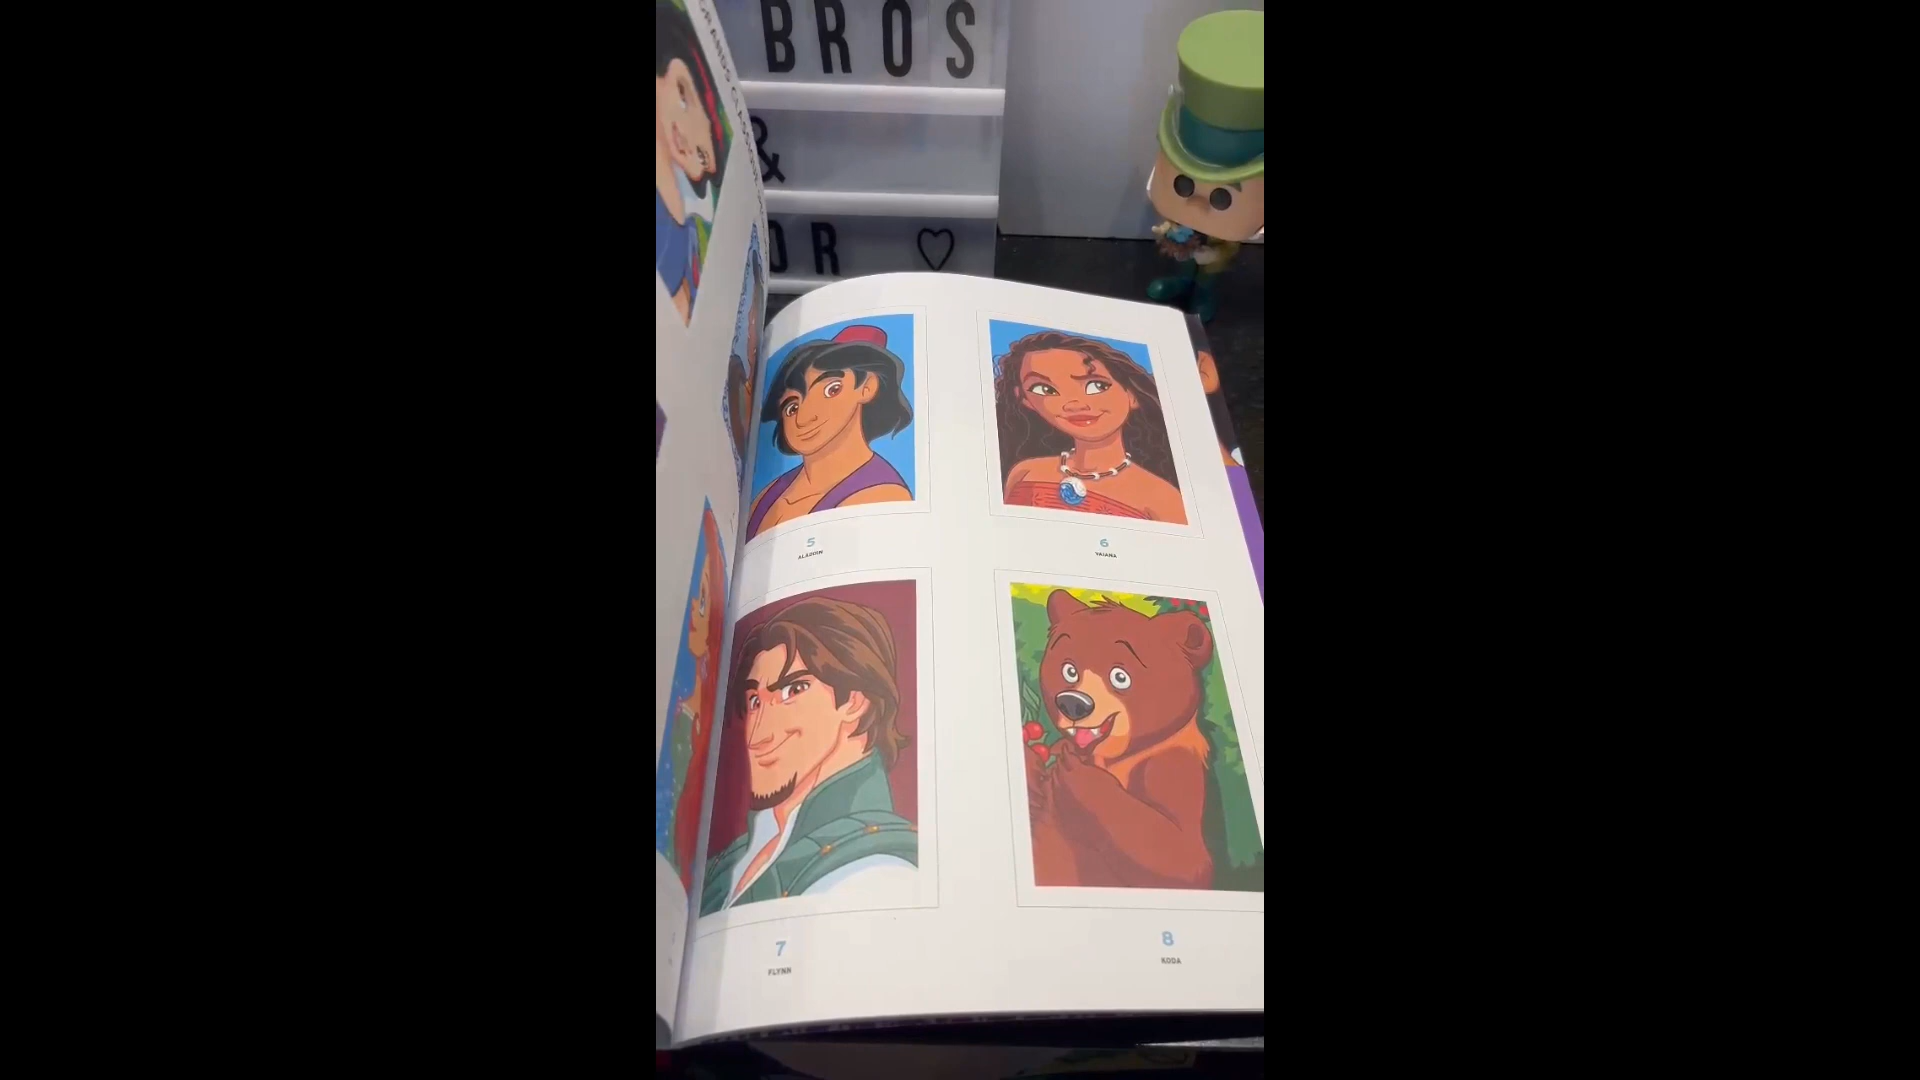 BROS
&
OR ♡
5
ALADDIN
6
VAIANA
7
FLYNN
8
KODA